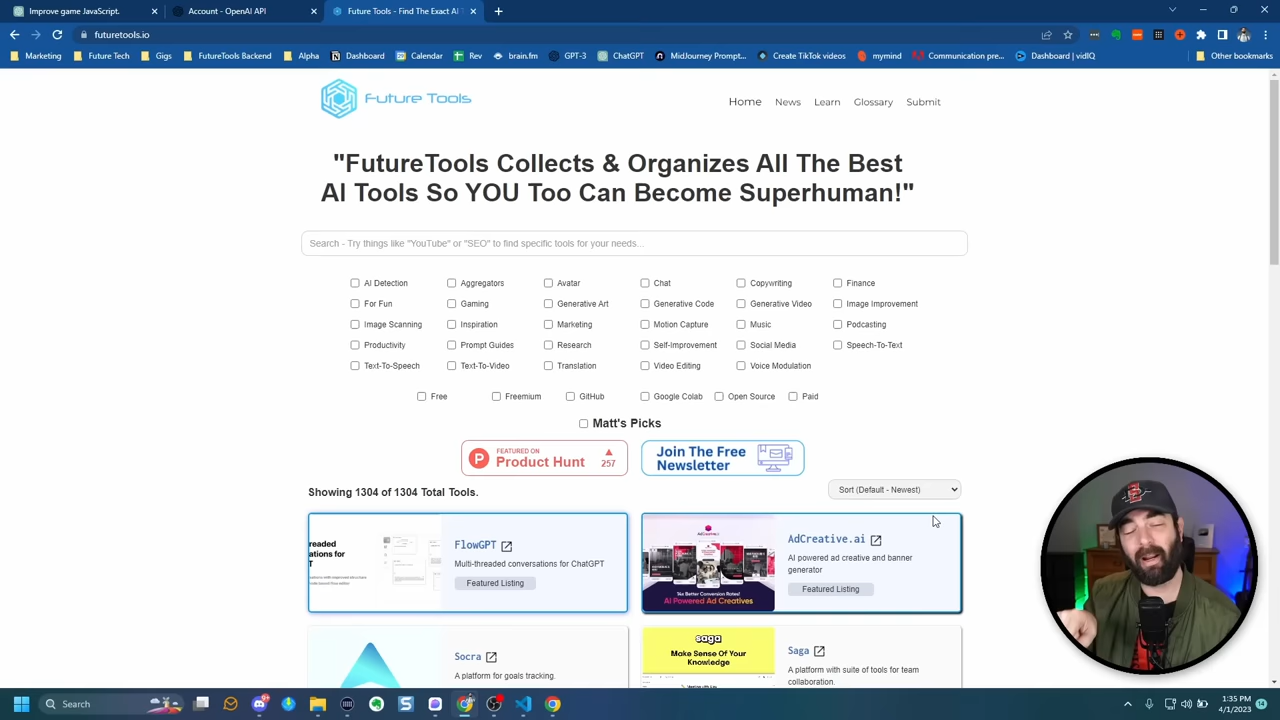 Improve game JavaScript.
Account - OpenAI API
Future Tools - Find The Exact AI
futuretools.io
Marketing
Tutorials
Gigs
FutureTools Backend
Alpha
Dashboard
Calendar
Rev
brain.fm
GPT-3
ChatGPT
MidJourney Prompt...
Create TikTok videos
mymind
Communication pre...
Dashboard | vidIQ
Other bookmarks
Future Tools
Home
News
Learn
Glossary
Submit
"FutureTools Collects & Organizes All The Best
AI Tools So YOU Too Can Become Superhuman!"
Search - Try things like "YouTube" or "SEO" to find specific tools for your needs...
AI Detection
Aggregators
Avatar
Chat
Copywriting
Finance
For Fun
Gaming
Generative Art
Generative Code
Generative Video
Image Improvement
Image Scanning
Inspiration
Marketing
Motion Capture
Music
Podcasting
Productivity
Prompt Guides
Research
Self-Improvement
Social Media
Speech-To-Text
Text-To-Speech
Text-To-Video
Translation
Video Editing
Voice Modulation
Free
Freemium
GitHub
Google Colab
Open Source
Paid
Matt's Picks
FEATURED ON
Product Hunt
257
Join The Free
Newsletter
Showing 1304 of 1304 Total Tools.
Sort (Default - Newest)
FlowGPT
Multi-threaded conversations for ChatGPT
Featured Listing
AdCreative.ai
AI powered ad creative and banner
generator
Featured Listing
14x Better Conversion Rates!
AI Powered Ad Creatives
Socra
A platform for goals tracking.
saga
Make Sense Of Your
Knowledge
Saga
A platform with suite of tools for team
collaboration.
Search
1:35 PM
4/1/2023